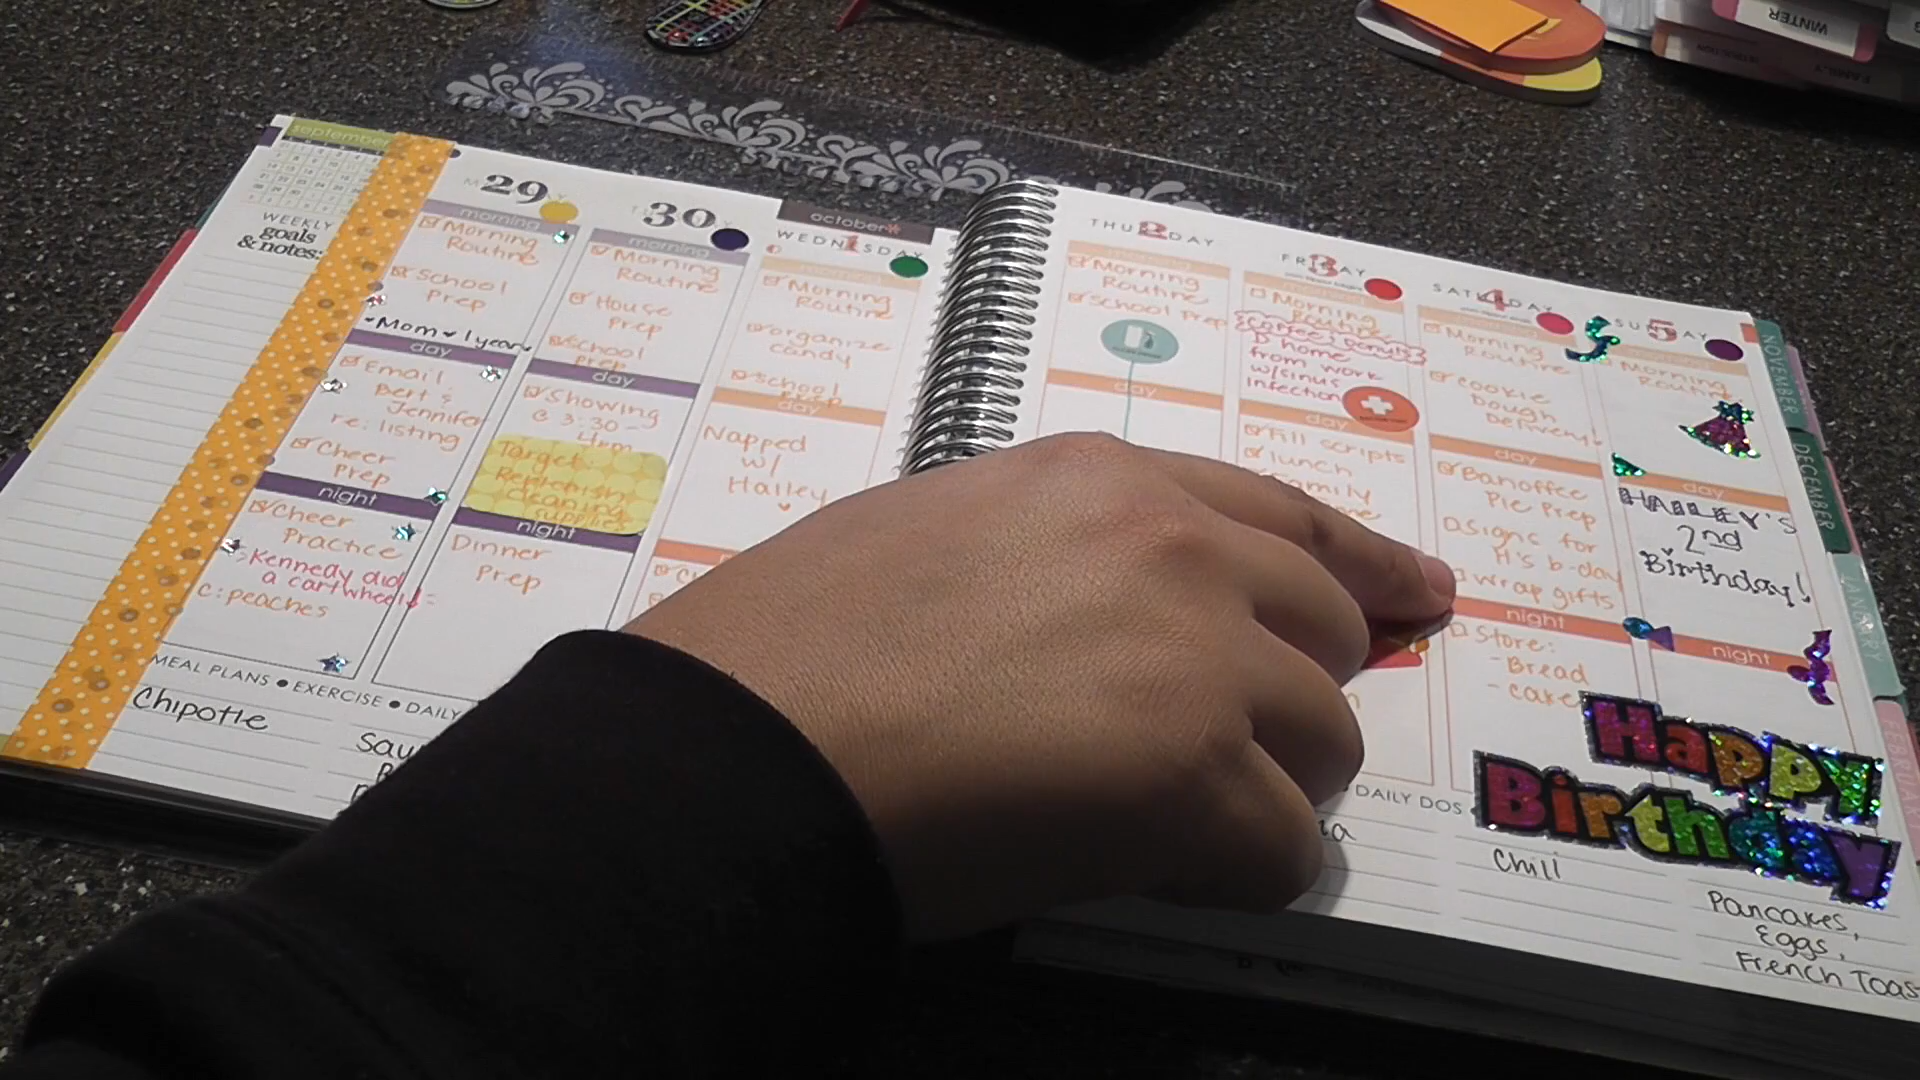 WINTER
FAMILY
september
WEEKLY
goals
& notes:
29
morning
Morning
Routine
School
Prep
Mom 1 year
day
Email
Bert &
Jennifer
re: listing
Cheer
Prep
night
Cheer
Practice
Kennedy did
a cartwheel!
c: peaches
30
morning
Morning
Routine
House
Prep
School
Prep
day
Showing
@ 3:30-
4pm
Target:
Replenish
Cleaning
Supplies
night
Dinner
Prep
october
WEDNESDAY
1
Morning
Routine
organize
candy
School
Prep
day
Napped
w/
Hailey
THURSDAY
2
Morning
Routine
School Prep
day
FRIDAY
3
Morning
Routine
Coffee & Donuts
D home
from work
w/sinus
infection
day
Fill scripts
lunch
SATURDAY
4
Morning
Routine
Cookie
Dough
Delivery
day
Banoffee
Pie Prep
Signs for
H's b-day
wrap gifts
night
Store:
- Bread
- cake
SUNDAY
5
Morning
Routine
day
HAILEY'S
2nd
Birthday!
night
Happy
Birthday
MEAL PLANS • EXERCISE • DAILY
DAILY DOS
Chipotle
Chili
Pancakes,
Eggs,
French Toas
NOVEMBER
DECEMBER
JANUARY
FEBRUARY